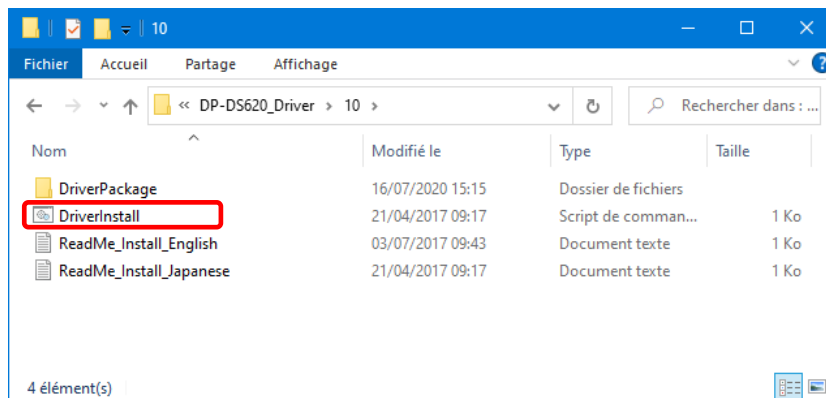 10
Fichier Accueil Partage Affichage ?
« DP-DS620_Driver > 10 > Rechercher dans : ...
Nom Modifié le Type Taille
DriverPackage 16/07/2020 15:15 Dossier de fichiers
DriverInstall 21/04/2017 09:17 Script de comman... 1 Ko
ReadMe_Install_English 03/07/2017 09:43 Document texte 1 Ko
ReadMe_Install_Japanese 21/04/2017 09:17 Document texte 1 Ko
4 élément(s)